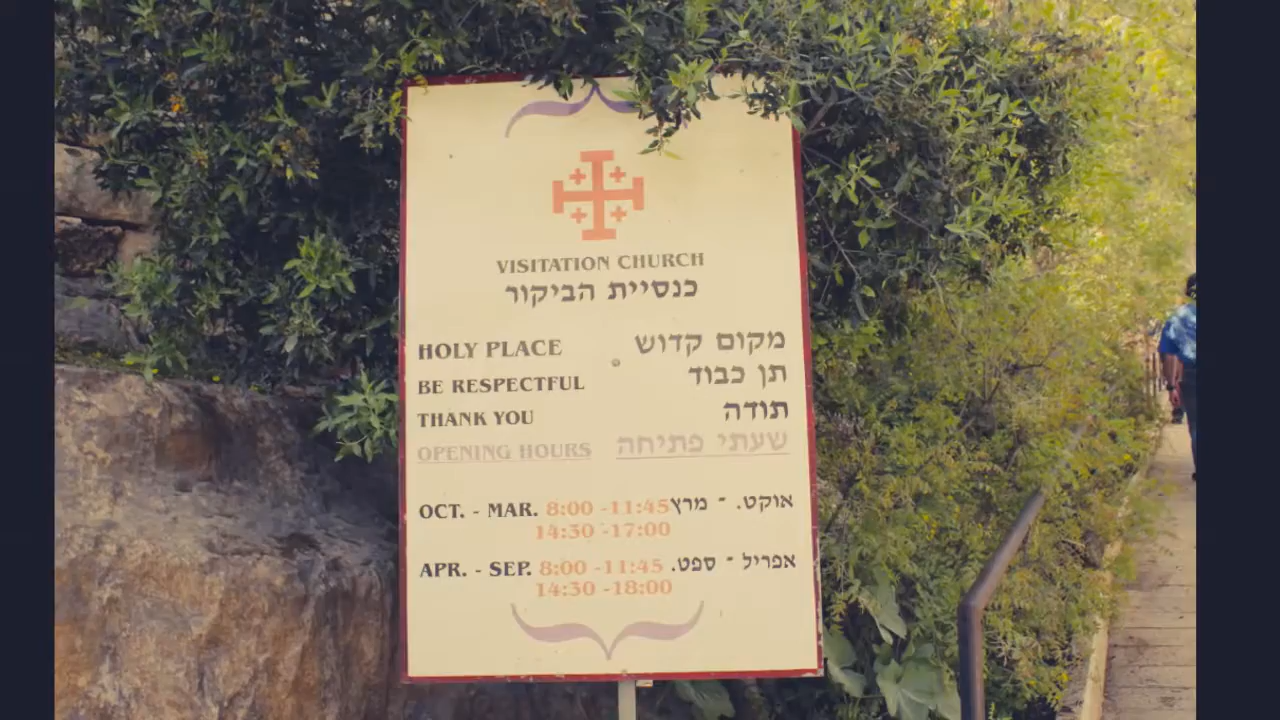 VISITATION CHURCH
כנסיית הביקור
HOLY PLACE מקום קדוש
BE RESPECTFUL תן כבוד
THANK YOU תודה
OPENING HOURS שעתי פתיחה
OCT. - MAR. 8:00 -11:45 אוקט. - מרץ
14:30 -17:00
APR. - SEP. 8:00 -11:45 אפריל - ספט.
14:30 -18:00